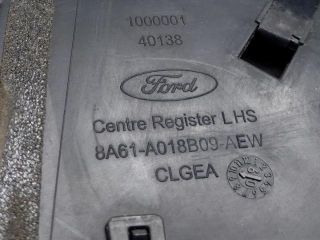 1000001
40138
Ford
Centre Register LHS
8A61-A018B09-AEW
CLGEA